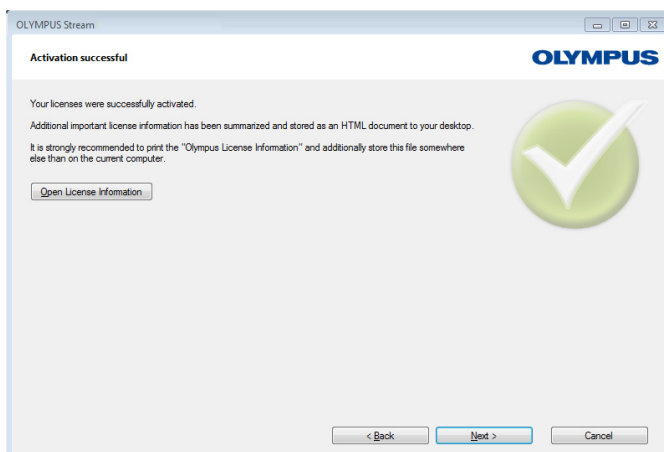 OLYMPUS Stream
Activation successful
OLYMPUS
Your licenses were successfully activated.
Additional important license information has been summarized and stored as an HTML document to your desktop.
It is strongly recommended to print the "Olympus License Information" and additionally store this file somewhere
else than on the current computer.
Open License Information
< Back Next > Cancel